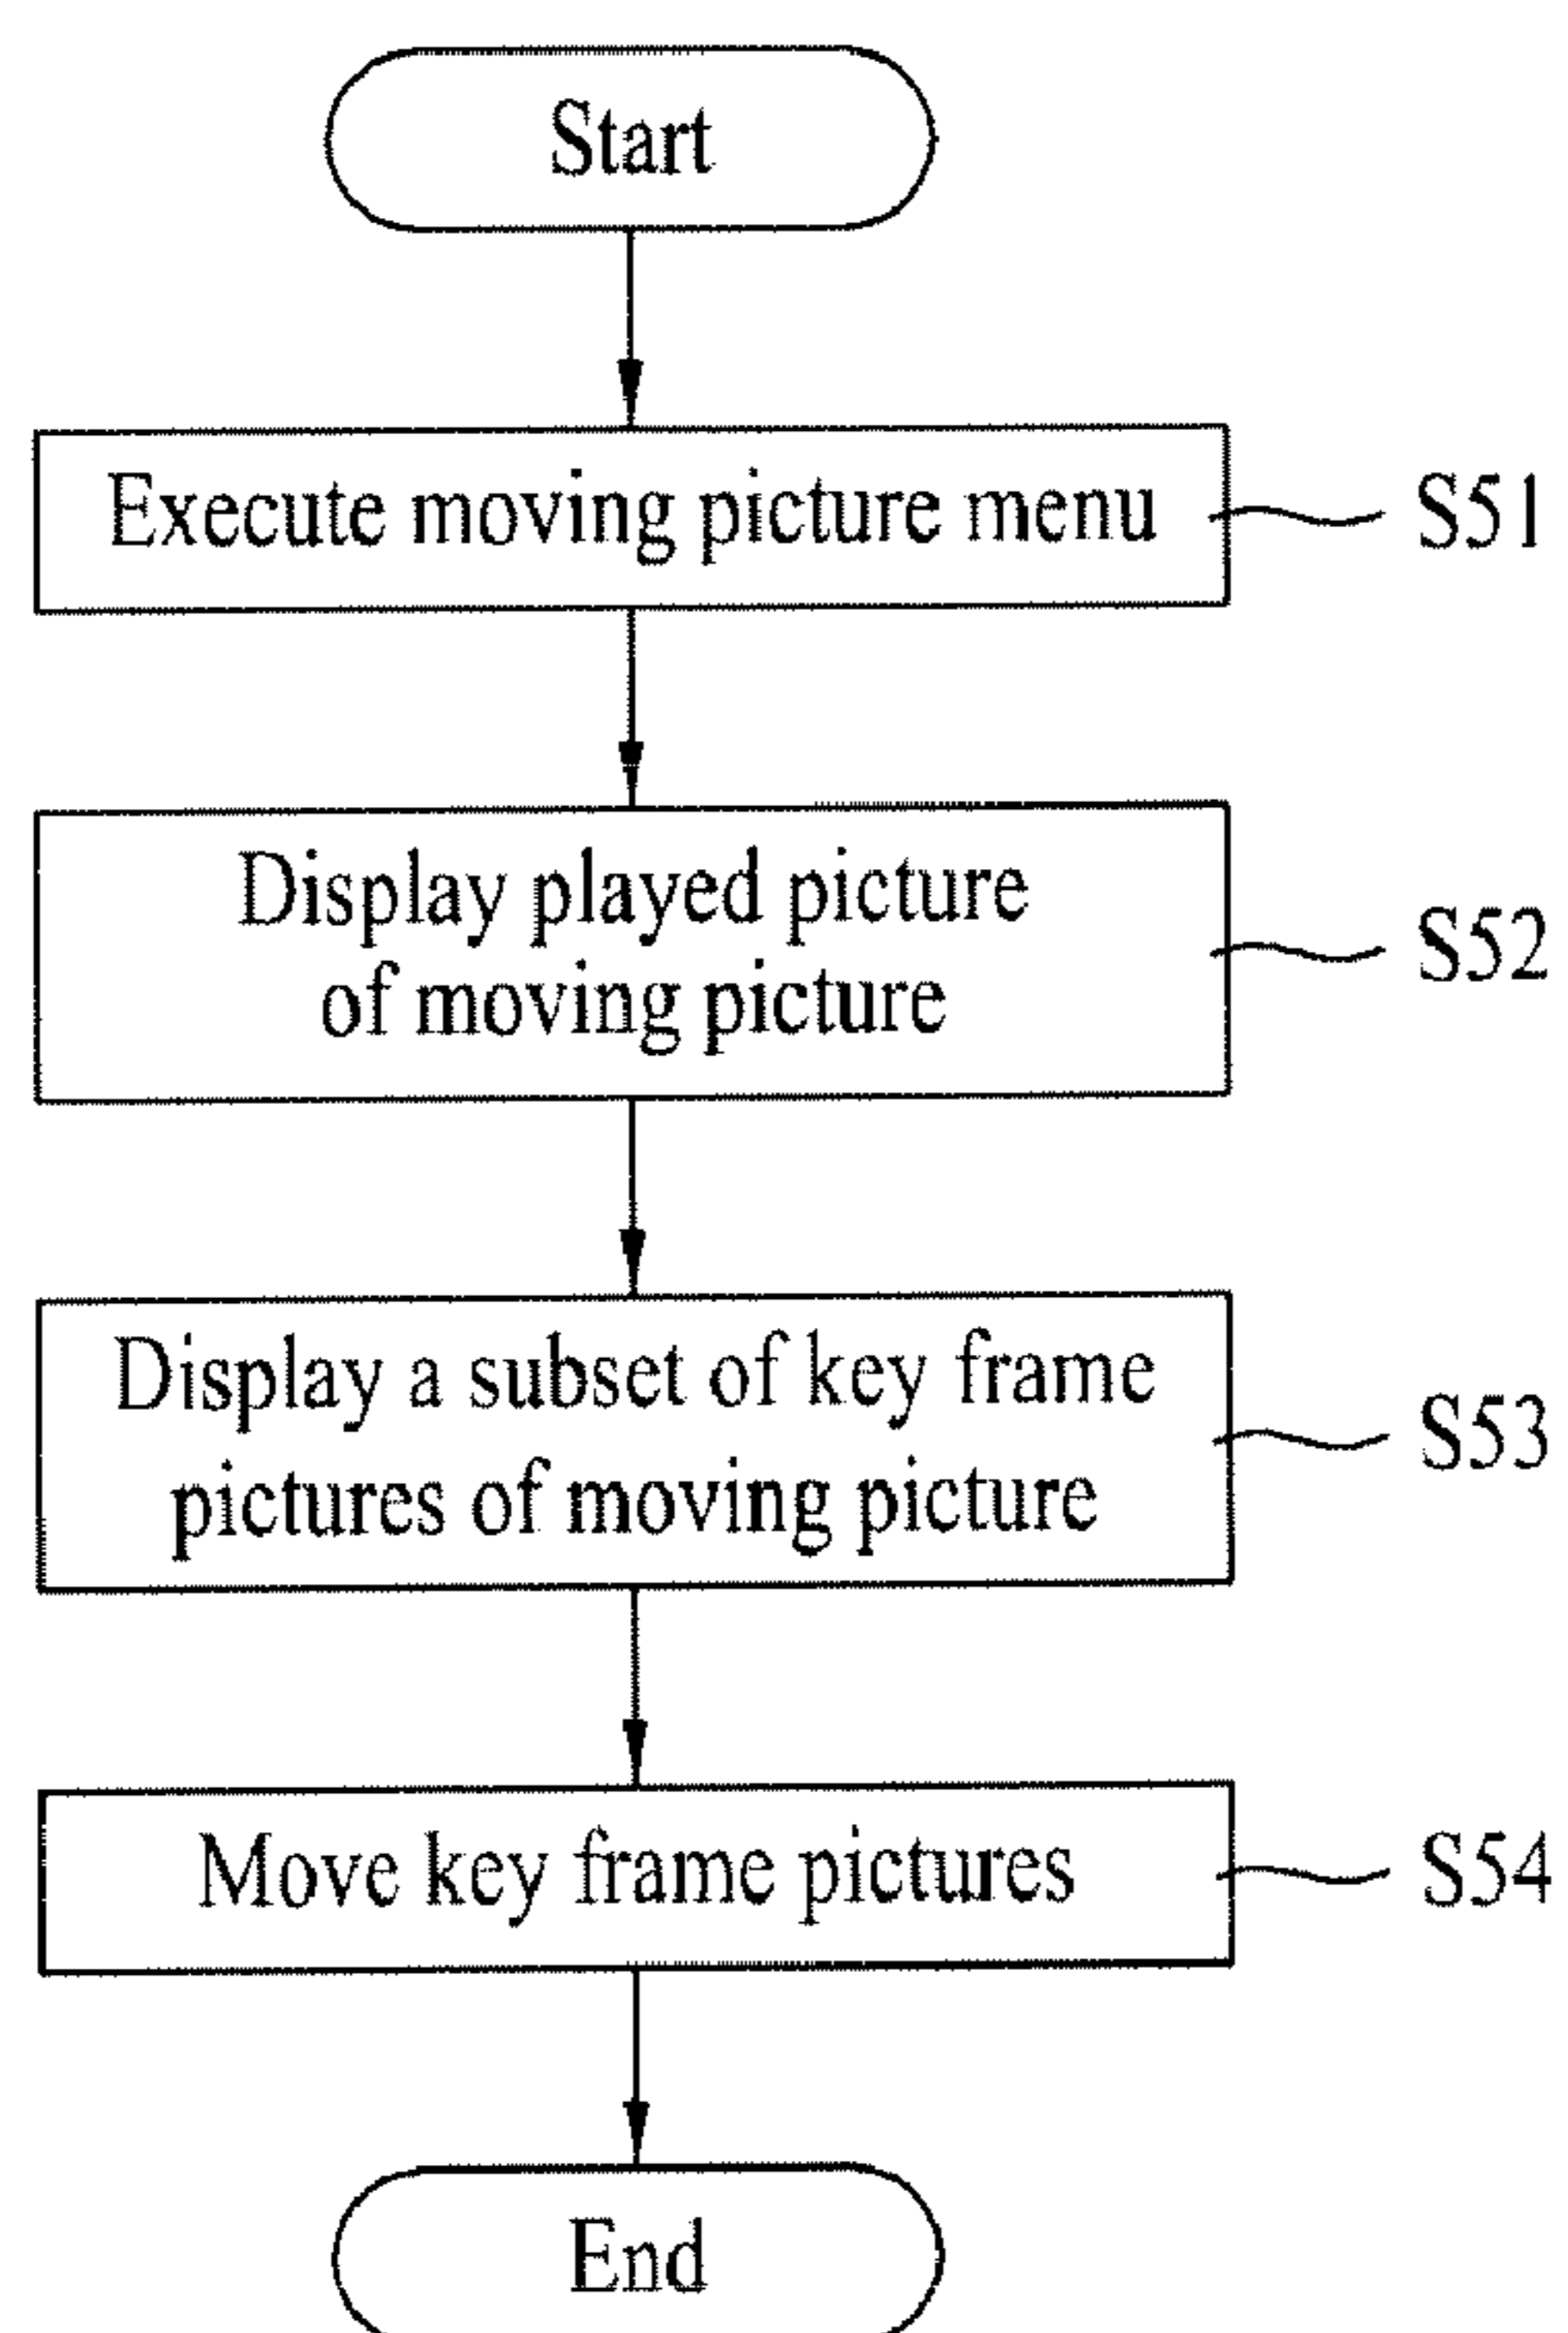 Start
Execute moving picture menu
S51
Display played picture
of moving picture
S52
Display a subset of key frame
pictures of moving picture
S53
Move key frame pictures
S54
End